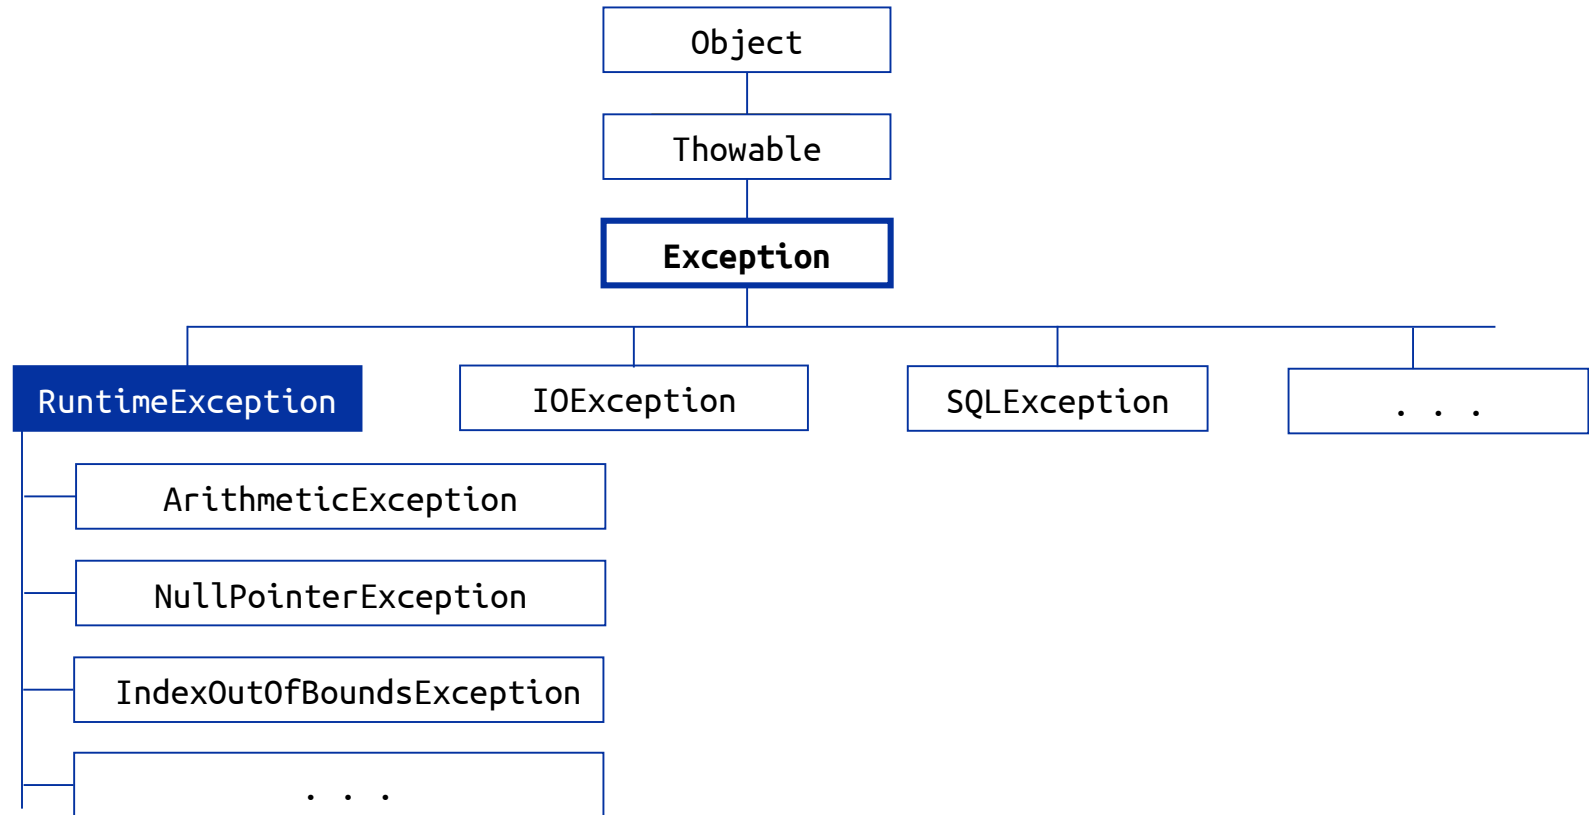 Object
Thowable
Exception
RuntimeException
IOException
SQLException
. . .
ArithmeticException
NullPointerException
IndexOutOfBoundsException
. . .